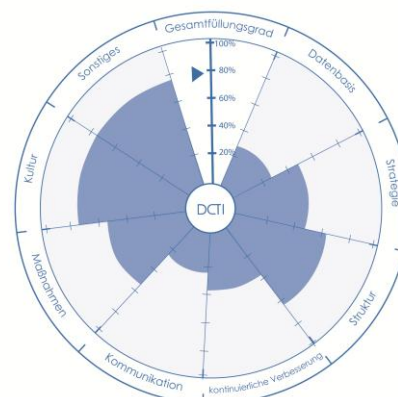 Gesamtfüllungsgrad
Datenbasis
Strategie
Struktur
kontinuierliche Verbesserung
Kommunikation
Maßnahmen
Kultur
Sonstiges
100%
80%
60%
40%
20%
DCTI